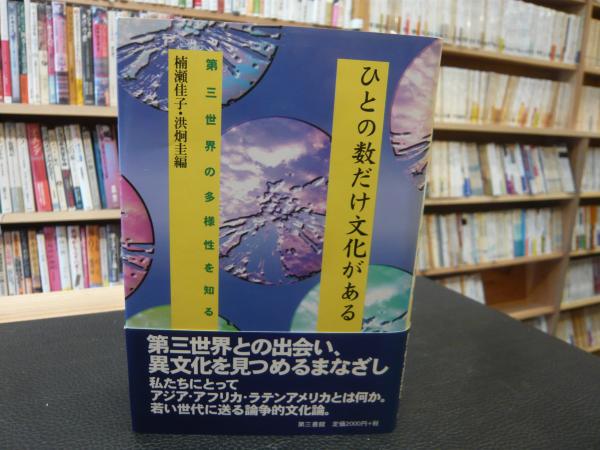 ひとの数だけ文化がある
第三世界の多様性を知る
楠瀬佳子・洪炯圭編
第三世界との出会い、
異文化を見つめるまなざし
私たちにとって
アジア・アフリカ・ラテンアメリカとは何か。
若い世代に送る論争的文化論。
第三書館 定価2000円+税